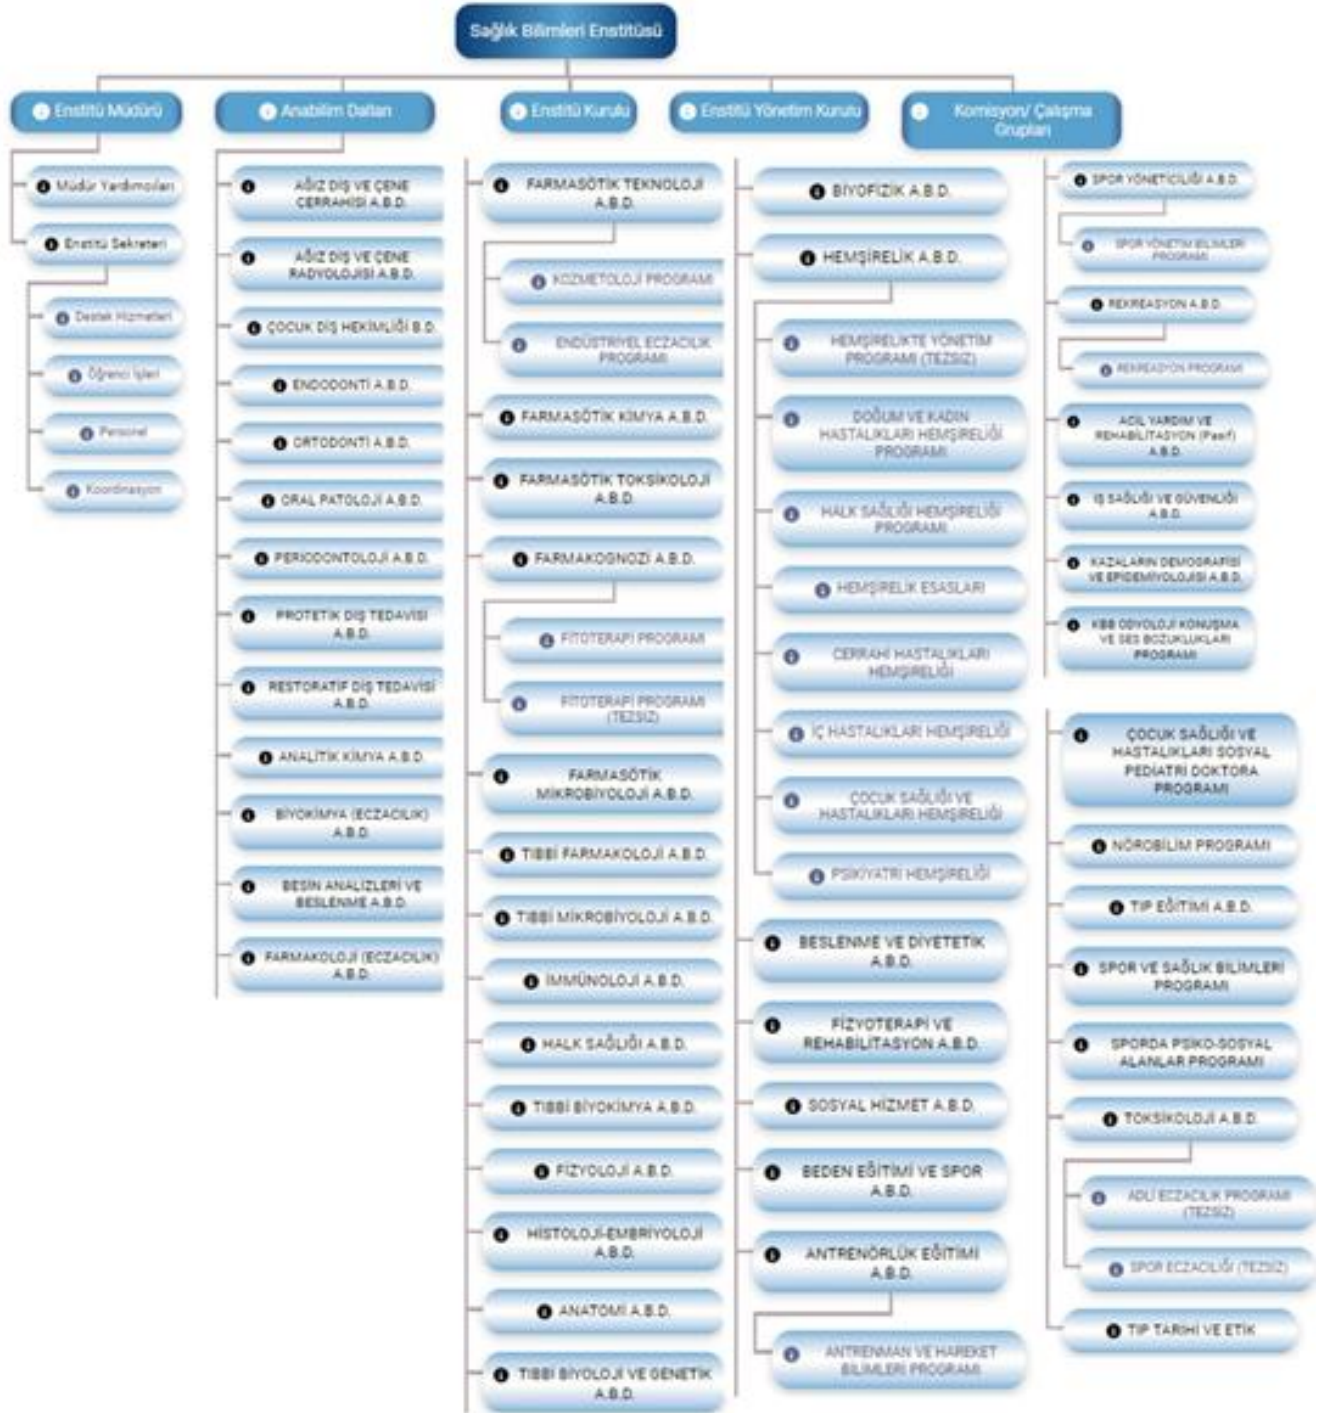 Sağlık Bilimleri Enstitüsü
Enstitü Müdürü
Anabilim Dalları
Enstitü Kurulu
Enstitü Yönetim Kurulu
Komisyon/ Çalışma
Grupları
Müdür Yardımcıları
Enstitü Sekreteri
Destek Hizmetleri
Öğrenci İşleri
Personel
Koordinasyon
AĞIZ DİŞ VE ÇENE
CERRAHİSİ A.B.D.
AĞIZ DİŞ VE ÇENE
RADYOLOJİSİ A.B.D.
ÇOCUK DİŞ HEKİMLİĞİ B.D.
ENDODONTİ A.B.D.
ORTODONTİ A.B.D.
ORAL PATOLOJİ A.B.D.
PERİODONTOLOJİ A.B.D.
PROTETİK DİŞ TEDAVİSİ
A.B.D.
RESTORATİF DİŞ TEDAVİSİ
A.B.D.
ANALİTİK KİMYA A.B.D.
BİYOKİMYA (ECZACILIK)
A.B.D.
BESİN ANALİZLERİ VE
BESLENME A.B.D.
FARMAKOLOJİ (ECZACILIK)
A.B.D.
FARMASÖTİK TEKNOLOJİ
A.B.D.
KOZMETOLOJİ PROGRAMI
ENDÜSTRİYEL ECZACILIK
PROGRAMI
FARMASÖTİK KİMYA A.B.D.
FARMASÖTİK TOKSİKOLOJİ
A.B.D.
FARMAKOGNOZİ A.B.D.
FİTOTERAPİ PROGRAMI
FİTOTERAPİ PROGRAMI
(TEZSİZ)
FARMASÖTİK
MİKROBİYOLOJİ A.B.D.
TIBBİ FARMAKOLOJİ A.B.D.
TIBBİ MİKROBİYOLOJİ A.B.D.
İMMÜNOLOJİ A.B.D.
HALK SAĞLIĞI A.B.D.
TIBBİ BİYOKİMYA A.B.D.
FİZYOLOJİ A.B.D.
HİSTOLOJİ-EMBRİYOLOJİ
A.B.D.
ANATOMİ A.B.D.
TIBBİ BİYOLOJİ VE GENETİK
A.B.D.
BİYOFİZİK A.B.D.
HEMŞİRELİK A.B.D.
HEMŞİRELİKTE YÖNETİM
PROGRAMI (TEZSİZ)
DOĞUM VE KADIN
HASTALIKLARI HEMŞİRELİĞİ
PROGRAMI
HALK SAĞLIĞI HEMŞİRELİĞİ
PROGRAMI
HEMŞİRELİK ESASLARI
CERRAHİ HASTALIKLARI
HEMŞİRELİĞİ
İÇ HASTALIKLARI HEMŞİRELİĞİ
ÇOCUK SAĞLIĞI VE
HASTALIKLARI HEMŞİRELİĞİ
PSİKİYATRİ HEMŞİRELİĞİ
BESLENME VE DİYETETİK
A.B.D.
FİZYOTERAPİ VE
REHABİLİTASYON A.B.D.
SOSYAL HİZMET A.B.D.
BEDEN EĞİTİMİ VE SPOR
A.B.D.
ANTRENÖRLÜK EĞİTİMİ
A.B.D.
ANTRENMAN VE HAREKET
BİLİMLERİ PROGRAMI
SPOR YÖNETİCİLİĞİ A.B.D.
SPOR YÖNETİM BİLİMLERİ
PROGRAMI
REKREASYON A.B.D.
REKREASYON PROGRAMI
ACİL YARDIM VE
REHABİLİTASYON (Pasif)
A.B.D.
İŞ SAĞLIĞI VE GÜVENLİĞİ
A.B.D.
KAZALARIN DEMOGRAFİSİ
VE EPİDEMİYOLOJİSİ A.B.D.
KBB ODYOLOJİ KONUŞMA
VE SES BOZUKLUKLARI
PROGRAMI
ÇOCUK SAĞLIĞI VE
HASTALIKLARI SOSYAL
PEDİATRİ DOKTORA
PROGRAMI
NÖROBİLİM PROGRAMI
TIP EĞİTİMİ A.B.D.
SPOR VE SAĞLIK BİLİMLERİ
PROGRAMI
SPORDA PSİKO-SOSYAL
ALANLAR PROGRAMI
TOKSİKOLOJİ A.B.D.
ADLİ ECZACILIK PROGRAMI
(TEZSİZ)
SPOR ECZACILIĞI (TEZSİZ)
TIP TARİHİ VE ETİK